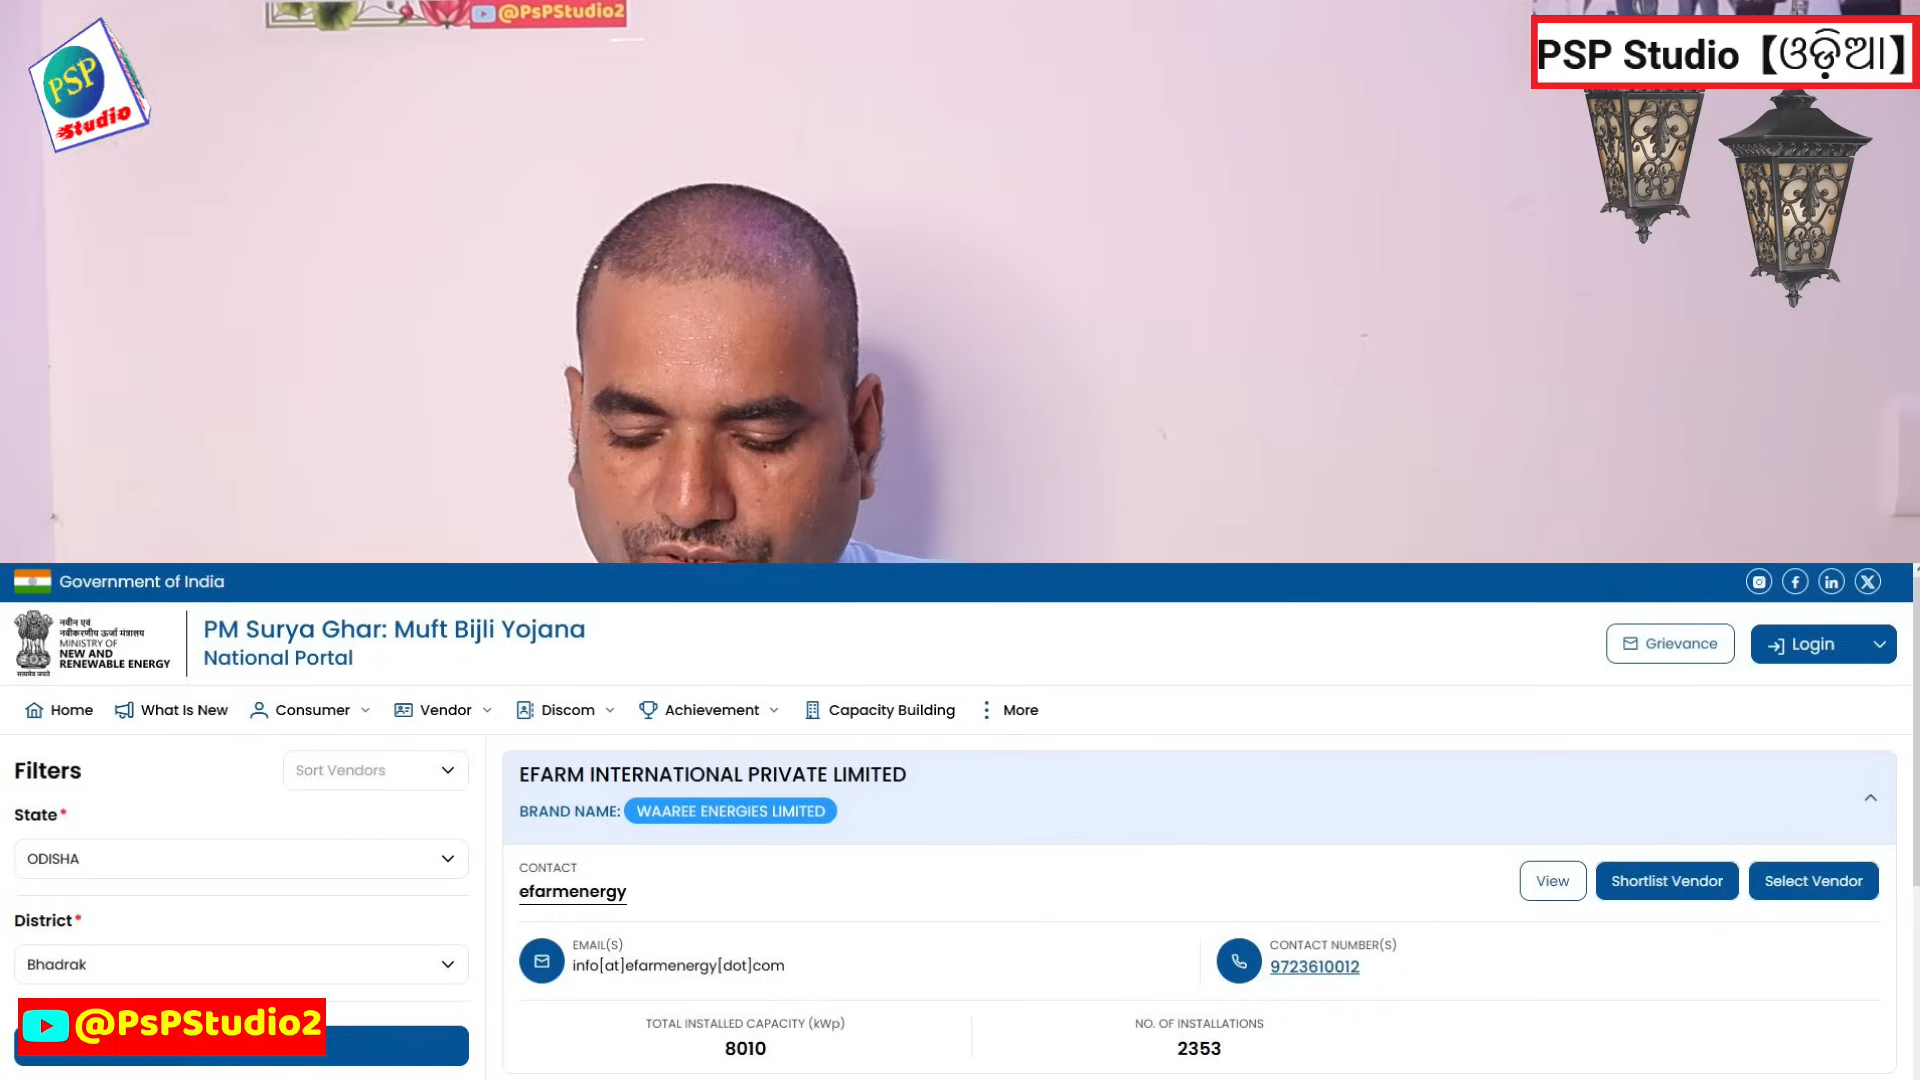 @PsPStudio2
PSP
Studio
PSP Studio【ଓଡ଼ିଆ】
Government of India
नवीन एवं
नवीकरणीय ऊर्जा मंत्रालय
MINISTRY OF
NEW AND
RENEWABLE ENERGY
सत्यमेव जयते
PM Surya Ghar: Muft Bijli Yojana
National Portal
Grievance
Login
Home
What Is New
Consumer
Vendor
Discom
Achievement
Capacity Building
More
Filters
Sort Vendors
State*
ODISHA
District*
Bhadrak
@PsPStudio2
EFARM INTERNATIONAL PRIVATE LIMITED
BRAND NAME: WAAREE ENERGIES LIMITED
CONTACT
efarmenergy
View
Shortlist Vendor
Select Vendor
EMAIL(S)
info[at]efarmenergy[dot]com
CONTACT NUMBER(S)
9723610012
TOTAL INSTALLED CAPACITY (kWp)
8010
NO. OF INSTALLATIONS
2353